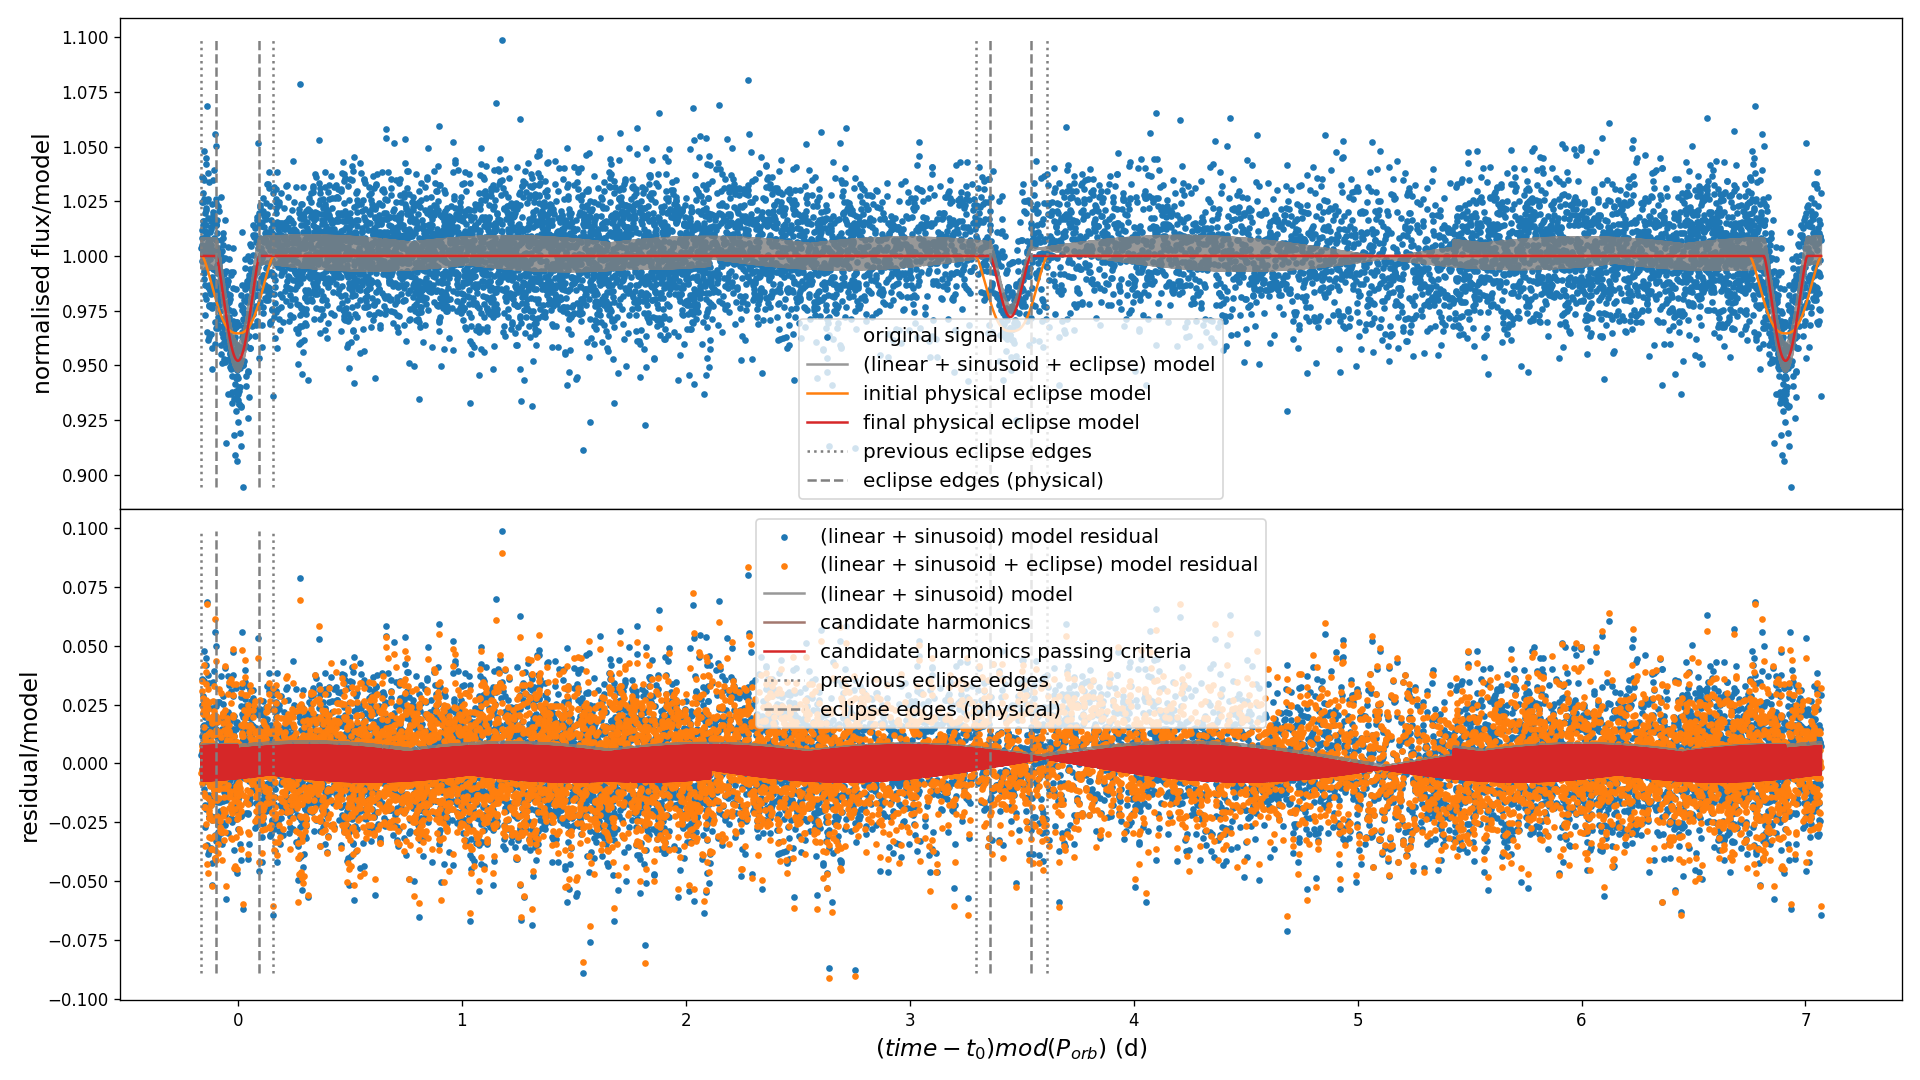 normalised flux/model
1.100
1.075
1.050
1.025
1.000
0.975
0.950
0.925
0.900
original signal
(linear + sinusoid + eclipse) model
initial physical eclipse model
final physical eclipse model
previous eclipse edges
eclipse edges (physical)
residual/model
0.100
0.075
0.050
0.025
0.000
−0.025
−0.050
−0.075
−0.100
(linear + sinusoid) model residual
(linear + sinusoid + eclipse) model residual
(linear + sinusoid) model
candidate harmonics
candidate harmonics passing criteria
previous eclipse edges
eclipse edges (physical)
0 1 2 3 4 5 6 7
(time − t₀)mod(Pₒᵣb) (d)